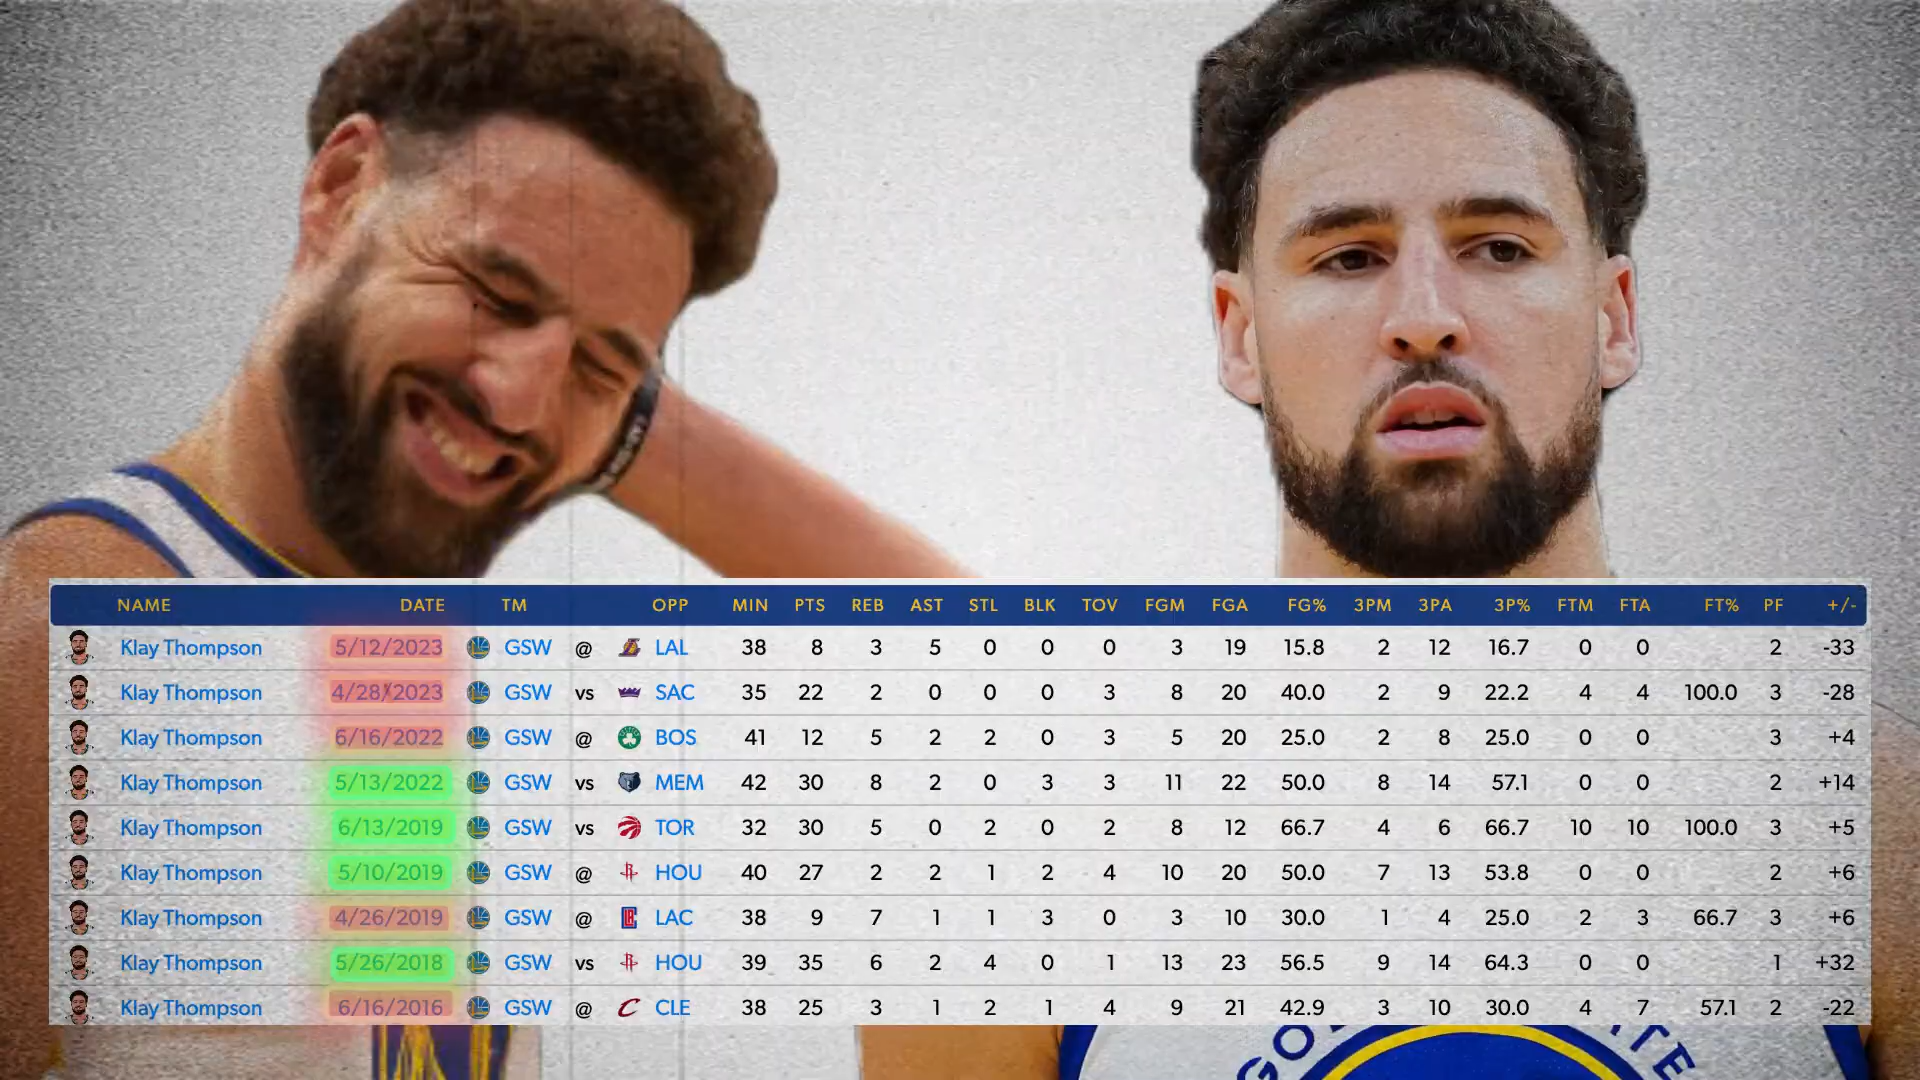 NAME DATE TM OPP MIN PTS REB AST STL BLK TOV FGM FGA FG% 3PM 3PA 3P% FTM FTA FT% PF +/-
Klay Thompson 5/12/2023 GSW @ LAL 38 8 3 5 0 0 0 3 19 15.8 2 12 16.7 0 0 2 -33
Klay Thompson 4/28/2023 GSW vs SAC 35 22 2 0 0 0 3 8 20 40.0 2 9 22.2 4 4 100.0 3 -28
Klay Thompson 6/16/2022 GSW @ BOS 41 12 5 2 2 0 3 5 20 25.0 2 8 25.0 0 0 3 +4
Klay Thompson 5/13/2022 GSW vs MEM 42 30 8 2 0 3 3 11 22 50.0 8 14 57.1 0 0 2 +14
Klay Thompson 6/13/2019 GSW vs TOR 32 30 5 0 2 0 2 8 12 66.7 4 6 66.7 10 10 100.0 3 +5
Klay Thompson 5/10/2019 GSW @ HOU 40 27 2 2 1 2 4 10 20 50.0 7 13 53.8 0 0 2 +6
Klay Thompson 4/26/2019 GSW @ LAC 38 9 7 1 1 3 0 3 10 30.0 1 4 25.0 2 3 66.7 3 +6
Klay Thompson 5/26/2018 GSW vs HOU 39 35 6 2 4 0 1 13 23 56.5 9 14 64.3 0 0 1 +32
Klay Thompson 6/16/2016 GSW @ CLE 38 25 3 1 2 1 4 9 21 42.9 3 10 30.0 4 7 57.1 2 -22